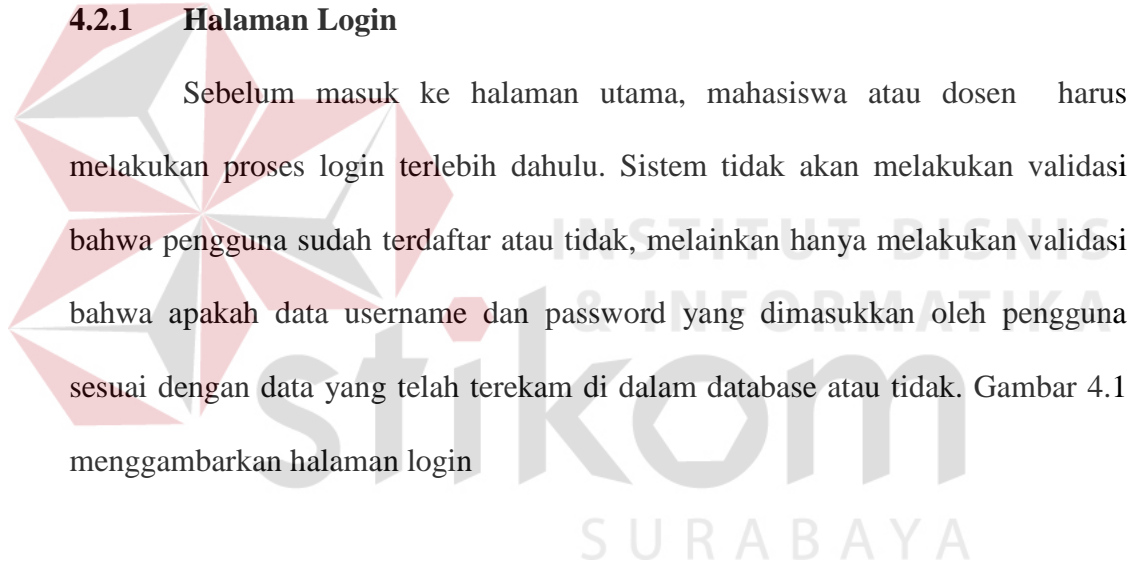 4.2.1 Halaman Login
Sebelum masuk ke halaman utama, mahasiswa atau dosen harus
melakukan proses login terlebih dahulu. Sistem tidak akan melakukan validasi
bahwa pengguna sudah terdaftar atau tidak, melainkan hanya melakukan validasi
bahwa apakah data username dan password yang dimasukkan oleh pengguna
sesuai dengan data yang telah terekam di dalam database atau tidak. Gambar 4.1
menggambarkan halaman login
INSTITUT BISNIS
& INFORMATIKA
stikom
SURABAYA